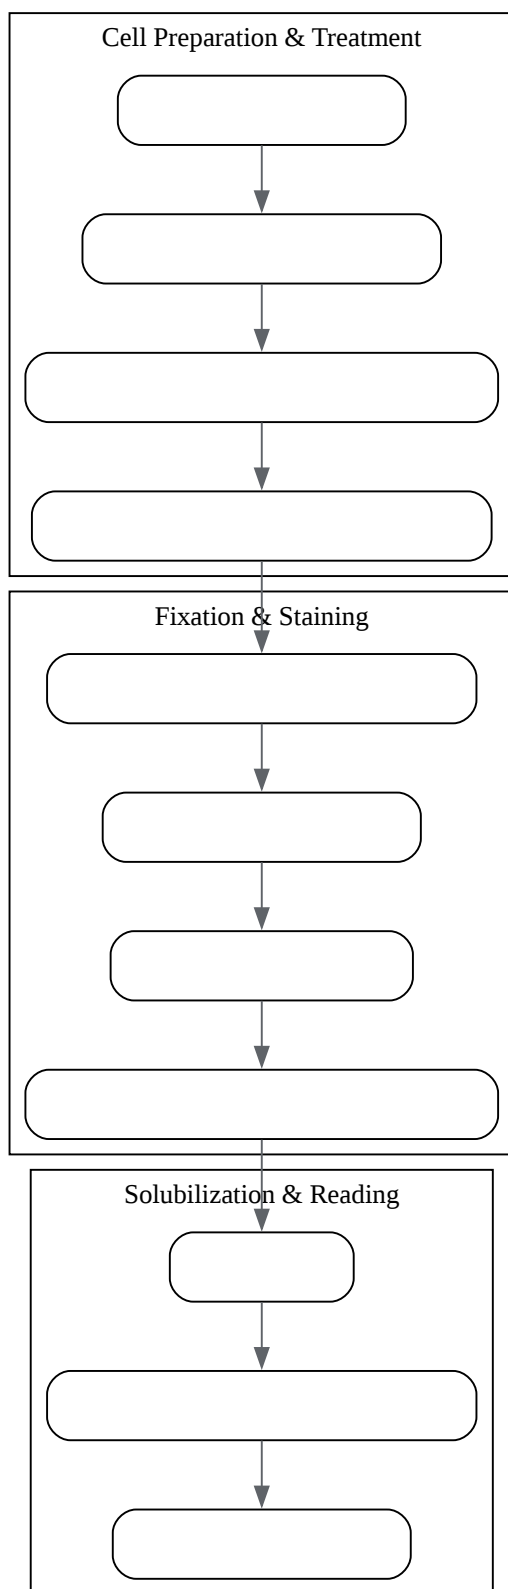 Cell Preparation & Treatment
Fixation & Staining
Solubilization & Reading